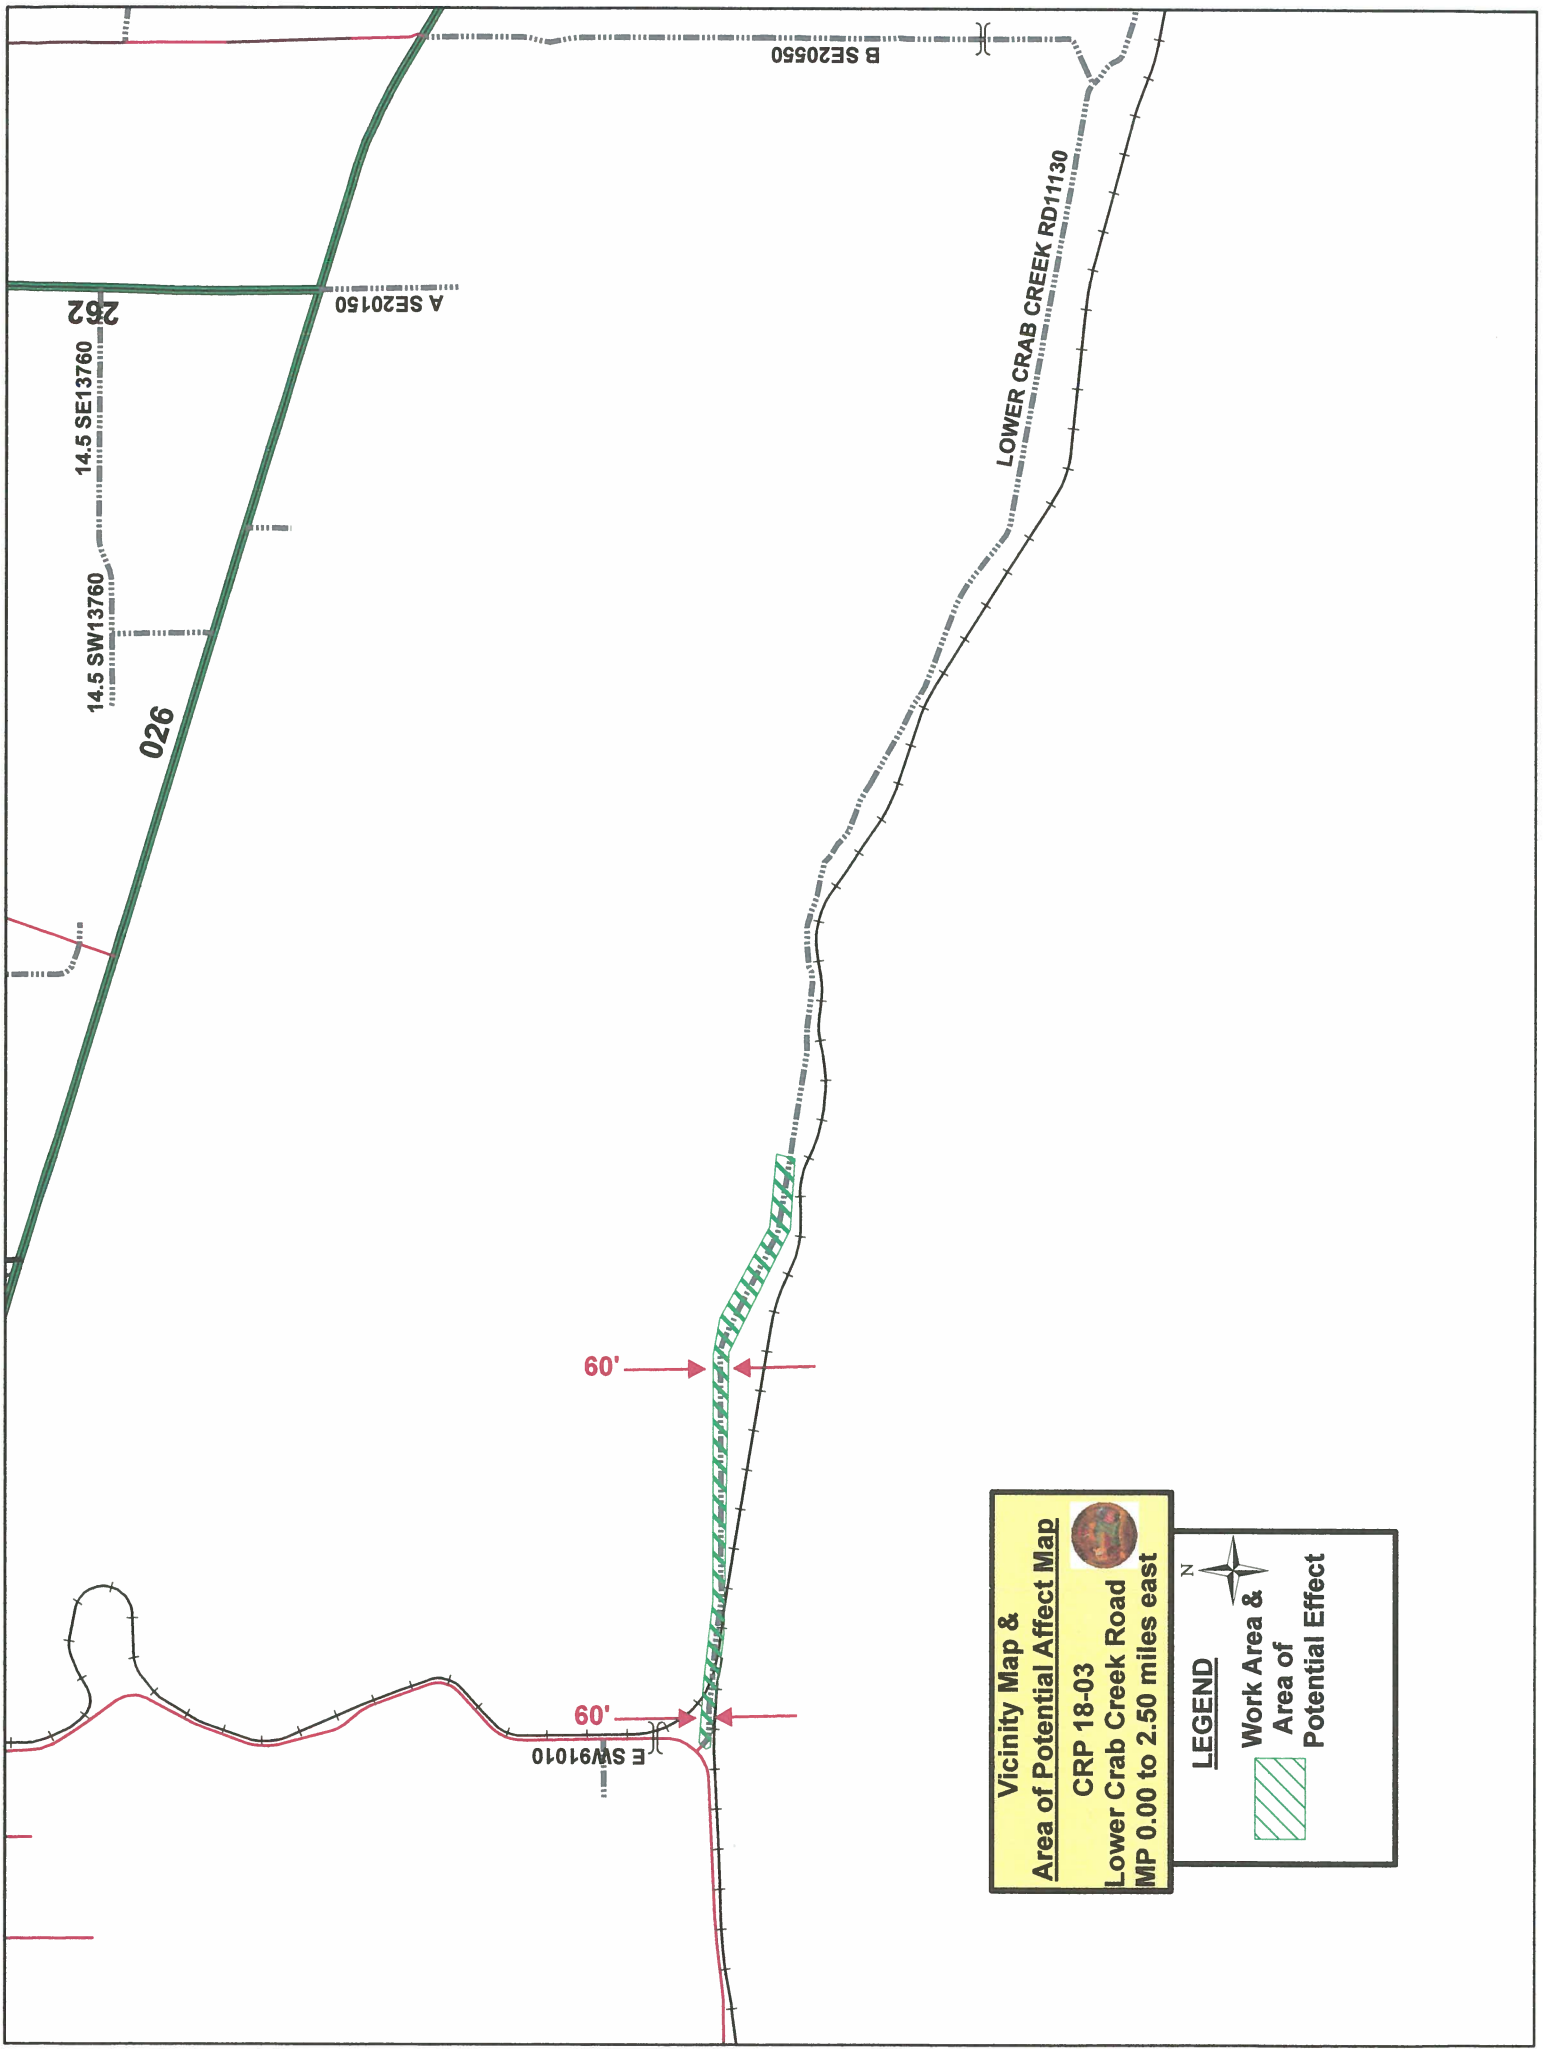 B SE20550
262
A SE20150
14.5 SE13760
14.5 SW13760
026
LOWER CRAB CREEK RD11130
60'
60'
E SW91010
Vicinity Map &
Area of Potential Affect Map
CRP 18-03
Lower Crab Creek Road
MP 0.00 to 2.50 miles east
N
LEGEND
Work Area &
Area of
Potential Effect